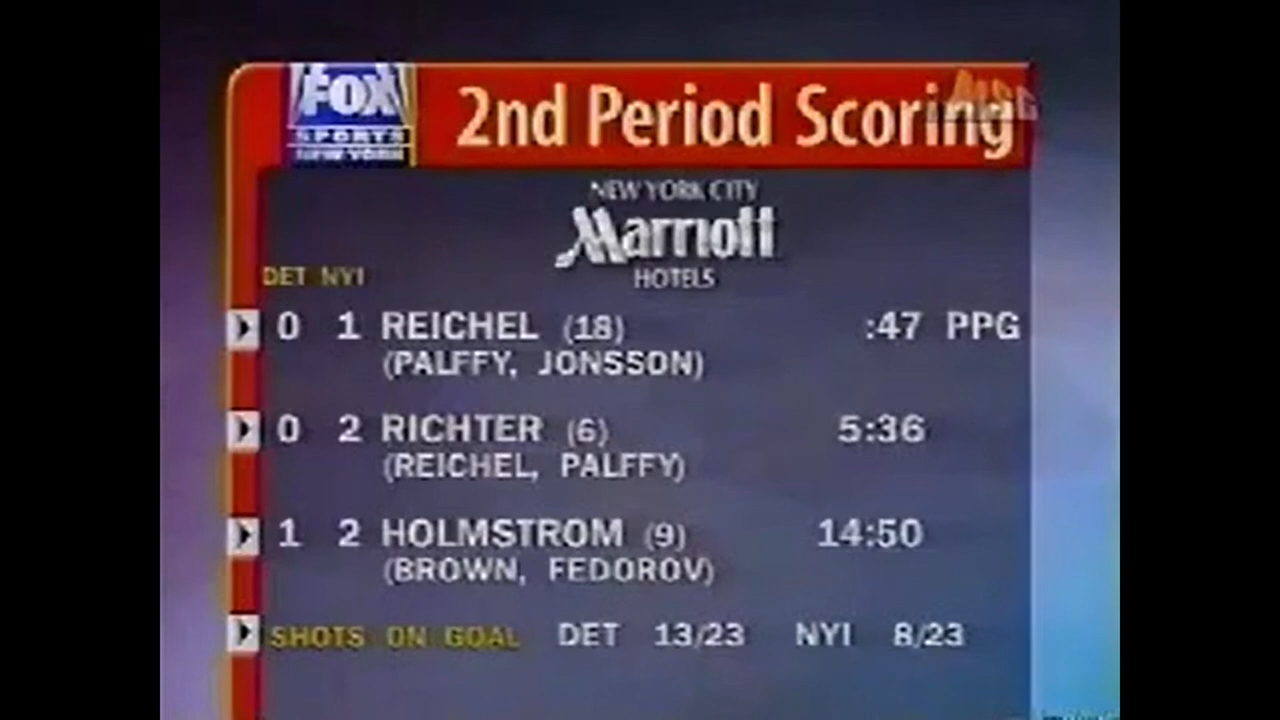 FOX
SPORTS
NEW YORK
2nd Period Scoring
NEW YORK CITY
Marriott
HOTELS
DET NYI
0 1 REICHEL (18) :47 PPG
(PALFFY, JONSSON)
0 2 RICHTER (6) 5:36
(REICHEL, PALFFY)
1 2 HOLMSTROM (9) 14:50
(BROWN, FEDOROV)
SHOTS ON GOAL DET 13/23 NYI 8/23